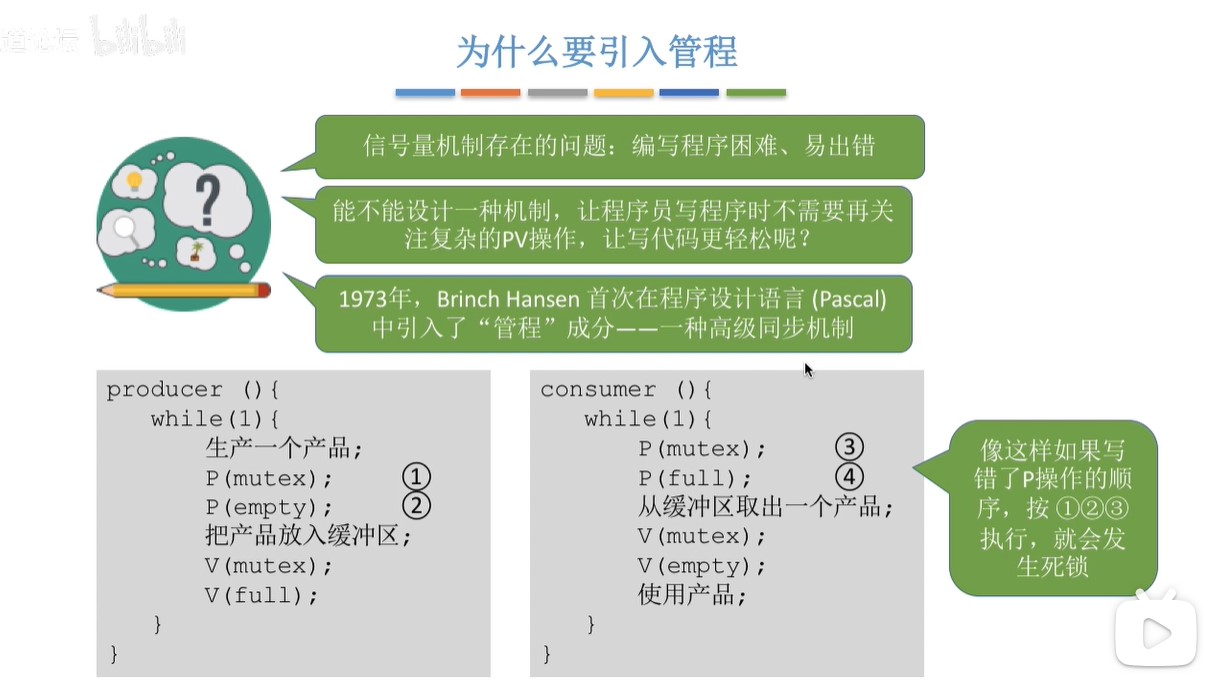 bilibili
为什么要引入管程
信号量机制存在的问题：编写程序困难、易出错
能不能设计一种机制，让程序员写程序时不需要再关
注复杂的PV操作，让写代码更轻松呢？
1973年，Brinch Hansen 首次在程序设计语言 (Pascal)
中引入了“管程”成分——一种高级同步机制
producer (){
while(1){
生产一个产品;
P(mutex); ①
P(empty); ②
把产品放入缓冲区;
V(mutex);
V(full);
}
}
consumer (){
while(1){
P(mutex); ③
P(full); ④
从缓冲区取出一个产品;
V(mutex);
V(empty);
使用产品;
}
}
像这样如果写
错了P操作的顺
序，按 ①②③
执行，就会发
生死锁